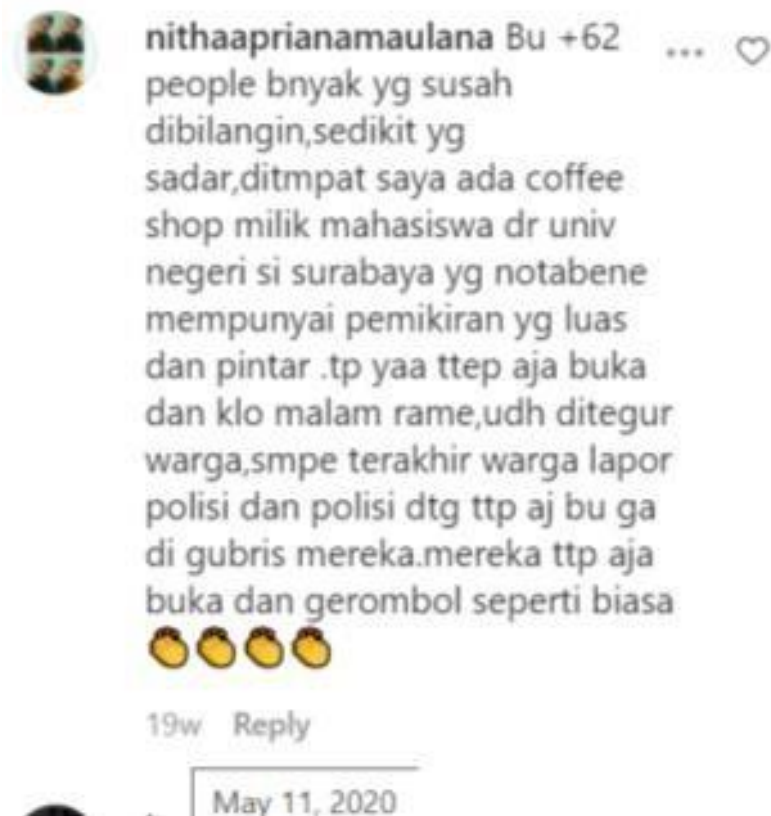 nithaaprianamaulana Bu +62
people bnyak yg susah
dibilangin,sedikit yg
sadar,ditmpat saya ada coffee
shop milik mahasiswa dr univ
negeri si surabaya yg notabene
mempunyai pemikiran yg luas
dan pintar .tp yaa ttep aja buka
dan klo malam rame,udh ditegur
warga,smpe terakhir warga lapor
polisi dan polisi dtg ttp aj bu ga
di gubris mereka.mereka ttp aja
buka dan gerombol seperti biasa
19w Reply
May 11, 2020